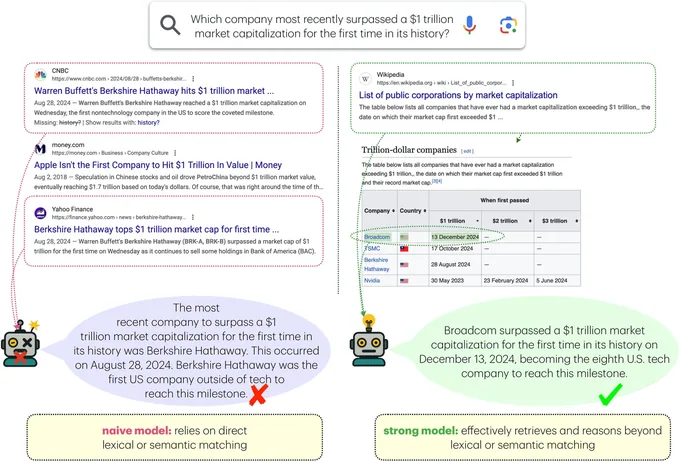 Which company most recently surpassed a $1 trillion
market capitalization for the first time in its history?
CNBC
https://www.cnbc.com › 2024/08/28 › buffetts-berkshir...
Warren Buffett's Berkshire Hathaway hits $1 trillion market ...
Aug 28, 2024 — Warren Buffett's Berkshire Hathaway reached a $1 trillion market capitalization on
Wednesday, the first nontechnology company in the US to score the coveted milestone.
Missing: history? | Show results with: history?
money.com
https://money.com › Business › Company Culture
Apple Isn't the First Company to Hit $1 Trillion In Value | Money
Aug 2, 2018 — Speculation in Chinese stocks and oil drove PetroChina beyond $1 trillion market value,
eventually reaching $1.7 trillion based on today's dollars. Of course, that was right around the time of th...
Yahoo Finance
https://finance.yahoo.com › news › berkshire-hathaway...
Berkshire Hathaway tops $1 trillion market cap for first time ...
Aug 28, 2024 — Warren Buffett's Berkshire Hathaway (BRK-A, BRK-B) surpassed a market cap of $1
trillion for the first time on Wednesday as it continues to sell some holdings in Bank of America (BAC).
The most
recent company to surpass a $1
trillion market capitalization for the first time in
its history was Berkshire Hathaway. This occurred
on August 28, 2024. Berkshire Hathaway was the
first US company outside of tech to
reach this milestone.
naive model: relies on direct
lexical or semantic matching
W
Wikipedia
https://en.wikipedia.org › wiki › List_of_public_corpor...
List of public corporations by market capitalization
The table below lists all companies that have ever had a market capitalization exceeding $1 trillion,, the
date on which their market cap first exceeded $1 ...
Trillion-dollar companies [ edit ]
The table below lists all companies that have ever had a market capitalization
exceeding $1 trillion,, the date on which their market cap first exceeded $1 trillion
and their record market cap.[3][4]
Company Country When first passed
$1 trillion $2 trillion $3 trillion
Broadcom 13 December 2024 — —
TSMC 17 October 2024 — —
Berkshire Hathaway 28 August 2024 — —
Nvidia 30 May 2023 23 February 2024 5 June 2024
Broadcom surpassed a $1 trillion market
capitalization for the first time in its history on
December 13, 2024, becoming the eighth U.S. tech
company to reach this milestone.
strong model: effectively retrieves and reasons beyond
lexical or semantic matching